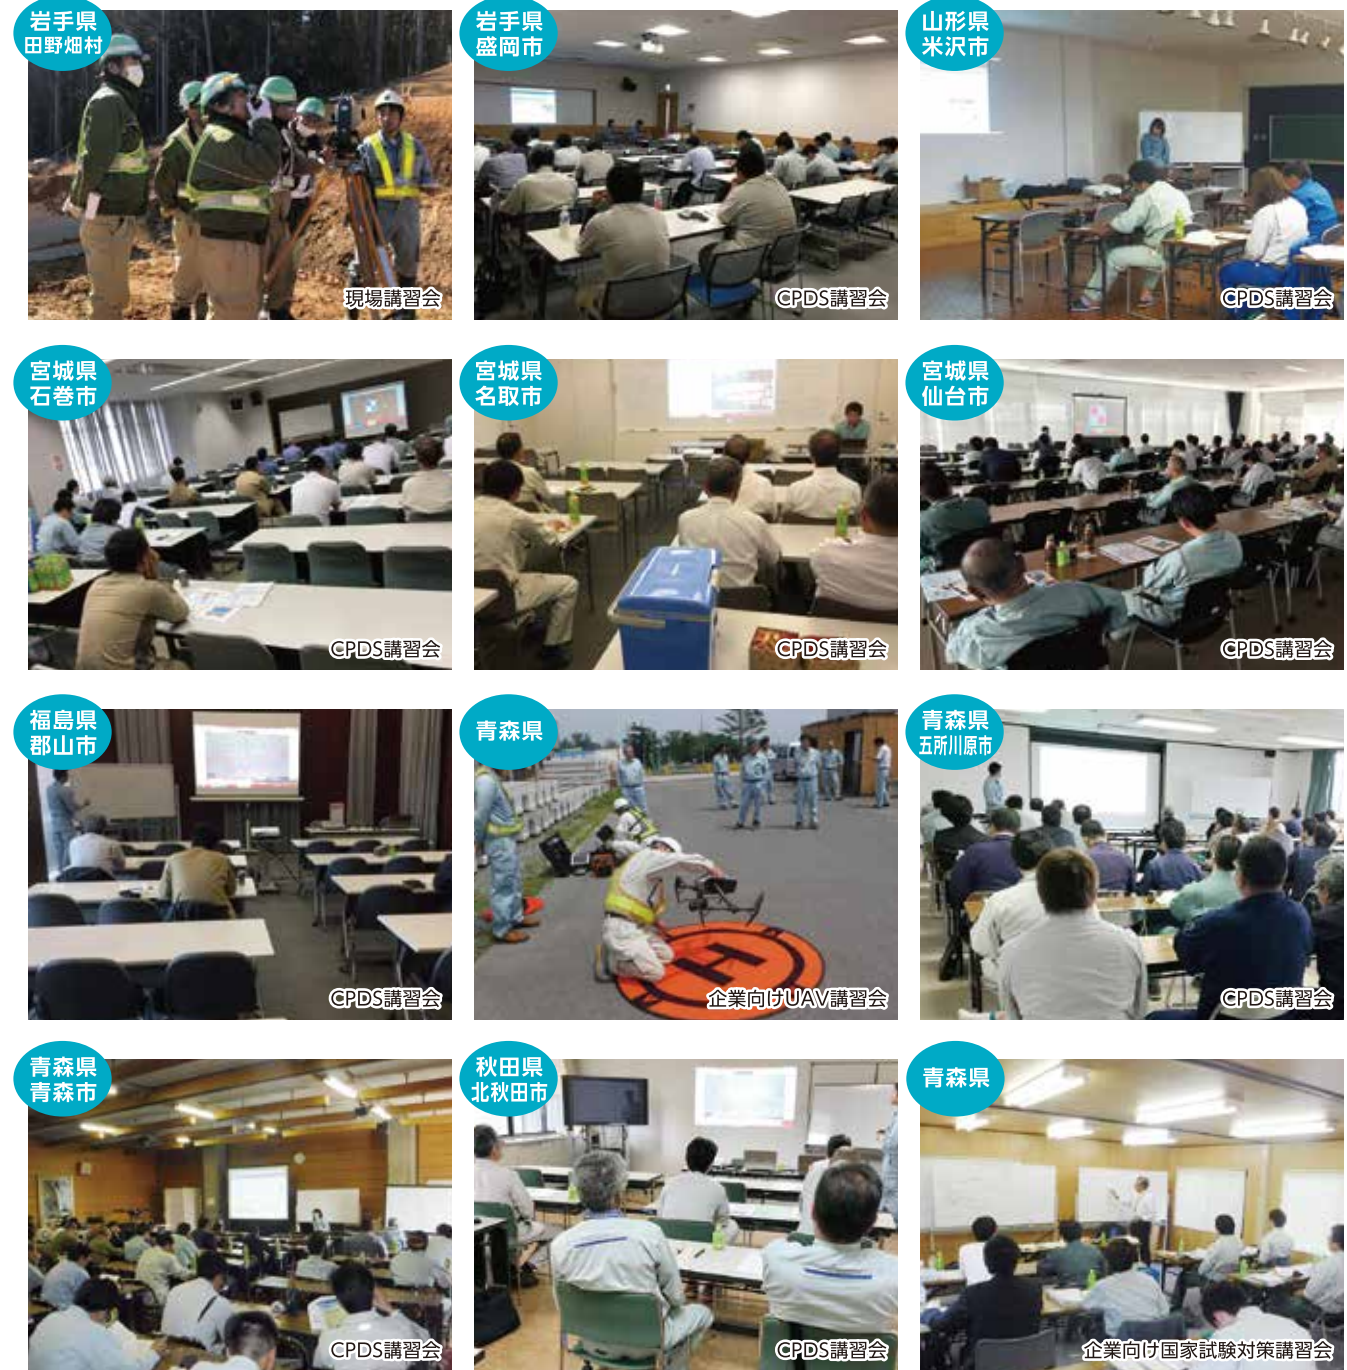 岩手県
田野畑村
現場講習会
岩手県
盛岡市
CPDS講習会
山形県
米沢市
CPDS講習会
宮城県
石巻市
CPDS講習会
宮城県
名取市
CPDS講習会
宮城県
仙台市
CPDS講習会
福島県
郡山市
CPDS講習会
青森県
企業向けUAV講習会
H
青森県
五所川原市
CPDS講習会
青森県
青森市
CPDS講習会
秋田県
北秋田市
CPDS講習会
青森県
企業向け国家試験対策講習会